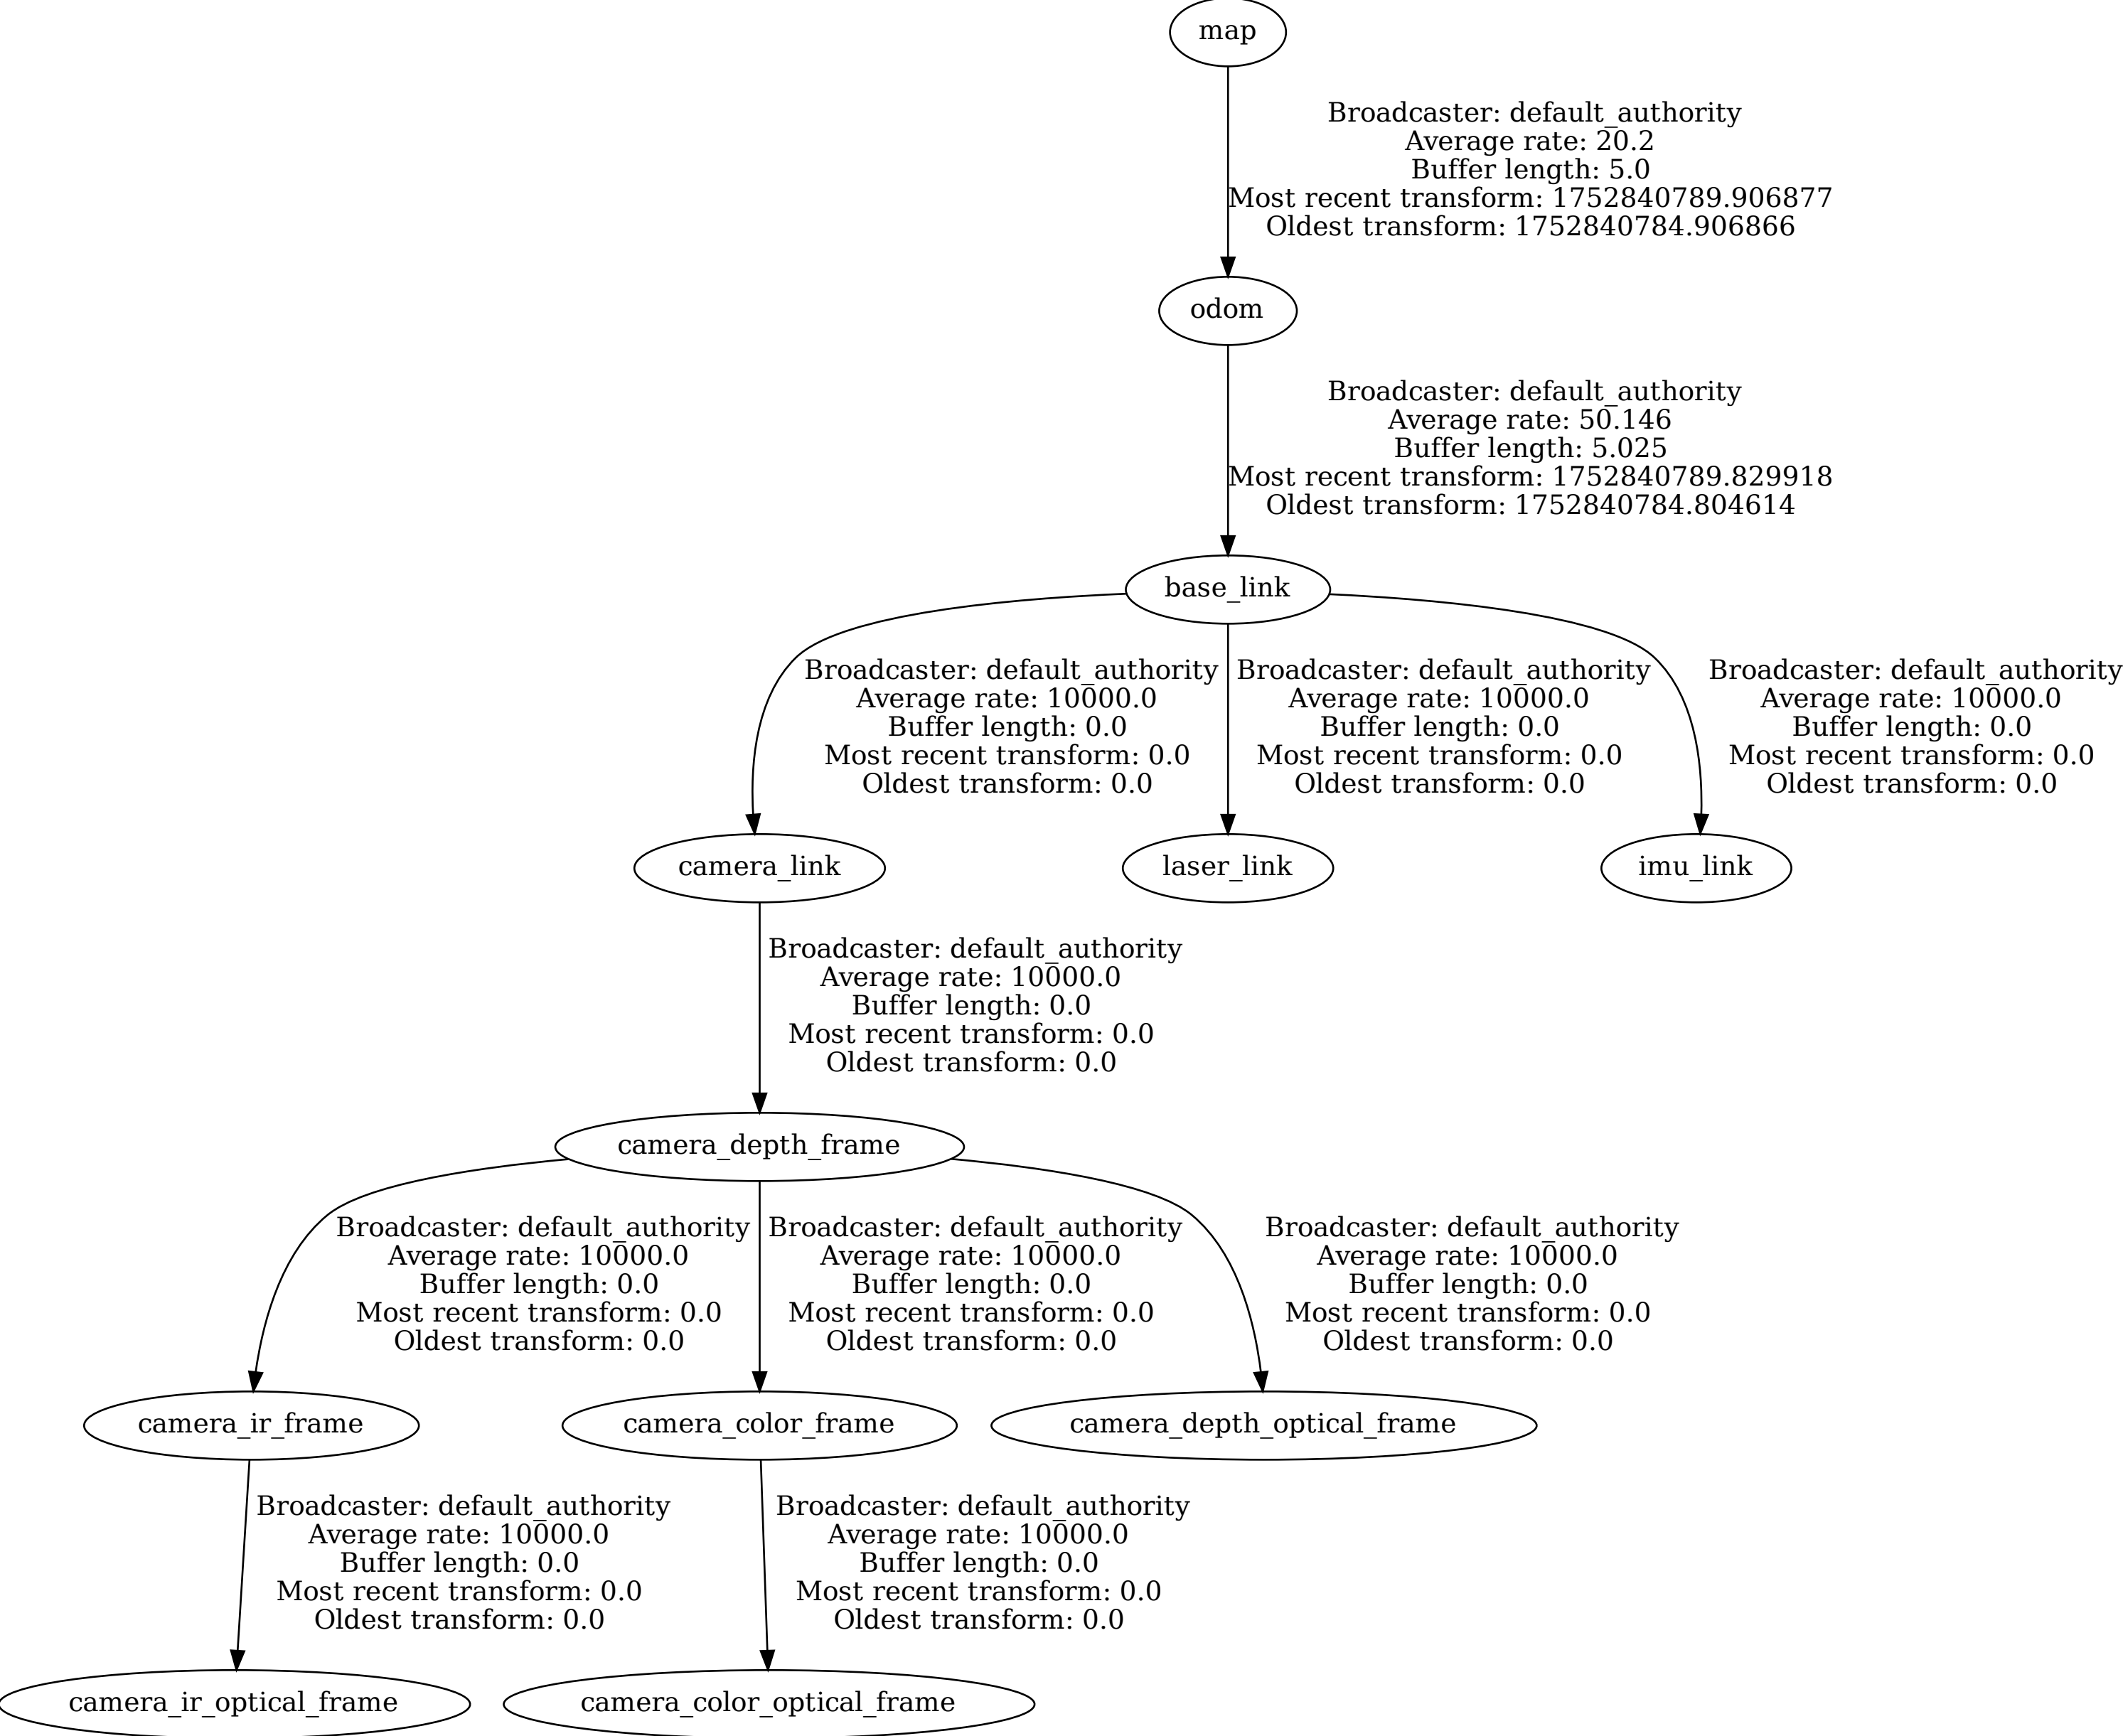 map
Broadcaster: default_authority
Average rate: 20.2
Buffer length: 5.0
Most recent transform: 1752840789.906877
Oldest transform: 1752840784.906866
odom
Broadcaster: default_authority
Average rate: 50.146
Buffer length: 5.025
Most recent transform: 1752840789.829918
Oldest transform: 1752840784.804614
base_link
Broadcaster: default_authority
Average rate: 10000.0
Buffer length: 0.0
Most recent transform: 0.0
Oldest transform: 0.0
Broadcaster: default_authority
Average rate: 10000.0
Buffer length: 0.0
Most recent transform: 0.0
Oldest transform: 0.0
Broadcaster: default_authority
Average rate: 10000.0
Buffer length: 0.0
Most recent transform: 0.0
Oldest transform: 0.0
camera_link
laser_link
imu_link
Broadcaster: default_authority
Average rate: 10000.0
Buffer length: 0.0
Most recent transform: 0.0
Oldest transform: 0.0
camera_depth_frame
Broadcaster: default_authority
Average rate: 10000.0
Buffer length: 0.0
Most recent transform: 0.0
Oldest transform: 0.0
Broadcaster: default_authority
Average rate: 10000.0
Buffer length: 0.0
Most recent transform: 0.0
Oldest transform: 0.0
Broadcaster: default_authority
Average rate: 10000.0
Buffer length: 0.0
Most recent transform: 0.0
Oldest transform: 0.0
camera_ir_frame
camera_color_frame
camera_depth_optical_frame
Broadcaster: default_authority
Average rate: 10000.0
Buffer length: 0.0
Most recent transform: 0.0
Oldest transform: 0.0
Broadcaster: default_authority
Average rate: 10000.0
Buffer length: 0.0
Most recent transform: 0.0
Oldest transform: 0.0
camera_ir_optical_frame
camera_color_optical_frame